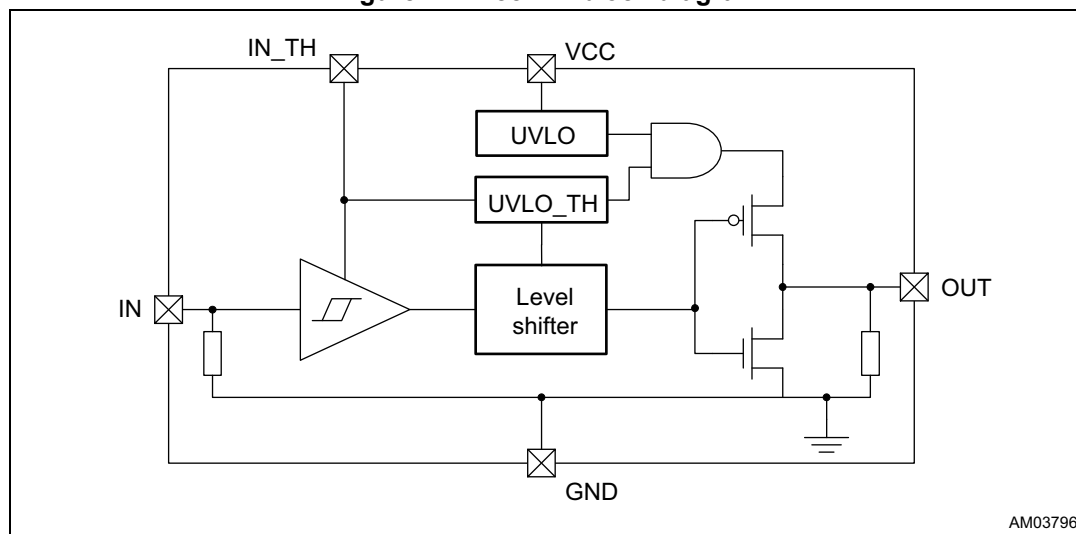 IN_TH
VCC
UVLO
UVLO_TH
IN
Level
shifter
OUT
GND
AM03796